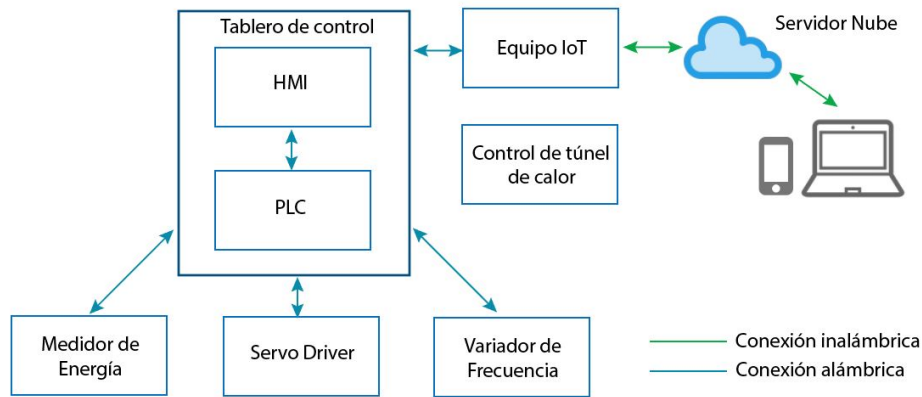 Tablero de control
HMI
PLC
Equipo IoT
Servidor Nube
Control de túnel
de calor
Medidor de
Energía
Servo Driver
Variador de
Frecuencia
Conexión inalámbrica
Conexión alámbrica